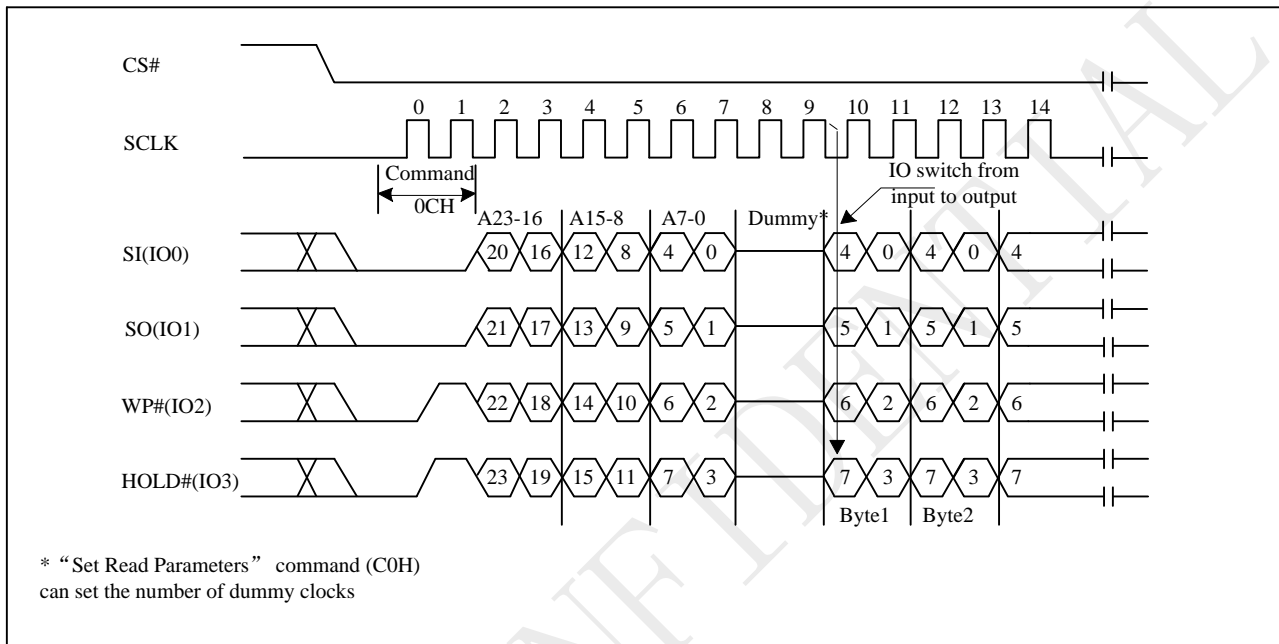 CS#
0 1 2 3 4 5 6 7 8 9 10 11 12 13 14
SCLK
Command
IO switch from
0CH
input to output
A23-16 A15-8 A7-0 Dummy*
SI(IO0) 20 16 12 8 4 0 4 0 4 0 4
SO(IO1) 21 17 13 9 5 1 5 1 5 1 5
WP#(IO2) 22 18 14 10 6 2 6 2 6 2 6
HOLD#(IO3) 23 19 15 11 7 3 7 3 7 3 7
Byte1 Byte2
* “Set Read Parameters” command (C0H)
can set the number of dummy clocks
NFIDENTIAL